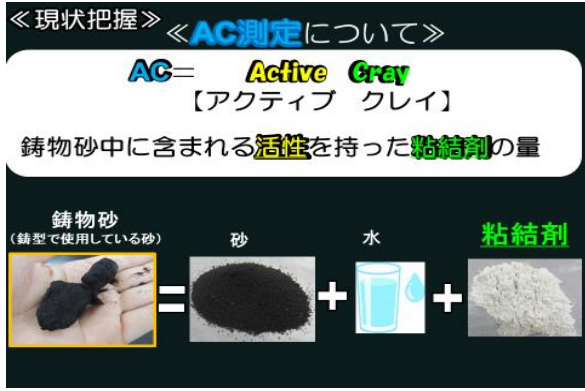 ≪現状把握≫
≪AC測定について≫
AC= Active Cray
【アクティブ クレイ】
鋳物砂中に含まれる活性を持った粘結剤の量
鋳物砂
(鋳型で使用している砂)
砂
水
粘結剤
= + +